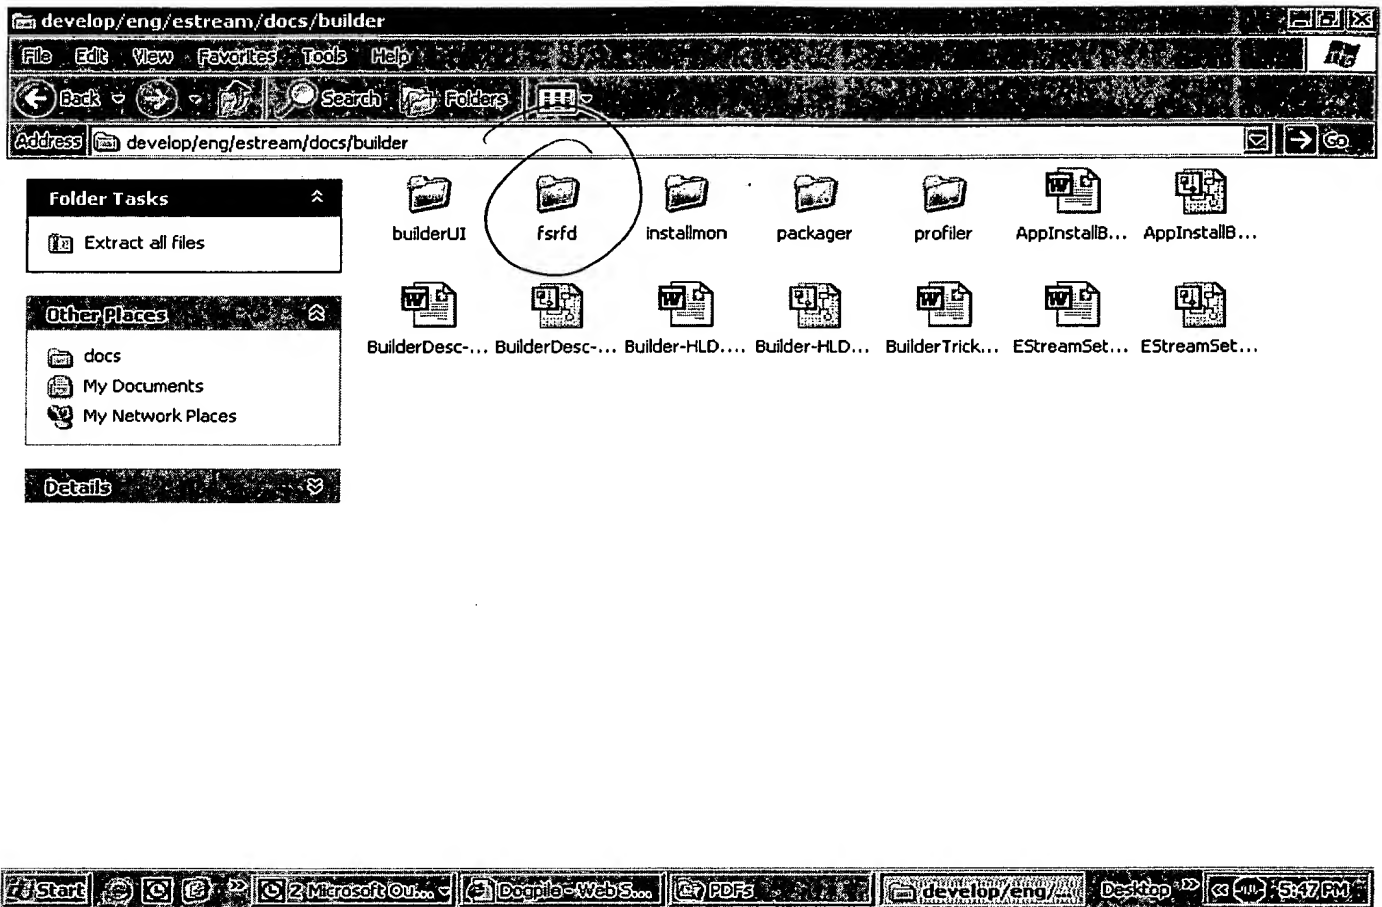 develop/eng/estream/docs/builder
File Edit View Favorites Tools Help
Back Search Folders
Address develop/eng/estream/docs/builder Go
Folder Tasks
Extract all files
Other Places
docs
My Documents
My Network Places
Details
builderUI fsrfd installmon packager profiler AppInstallB... AppInstallB...
BuilderDesc-... BuilderDesc-... Builder-HLD.... Builder-HLD... BuilderTrick... EStreamSet... EStreamSet...
Start 2 Microsoft Ou... Dogpile - Web S... PDFs develop/eng/... Desktop 5:47 PM